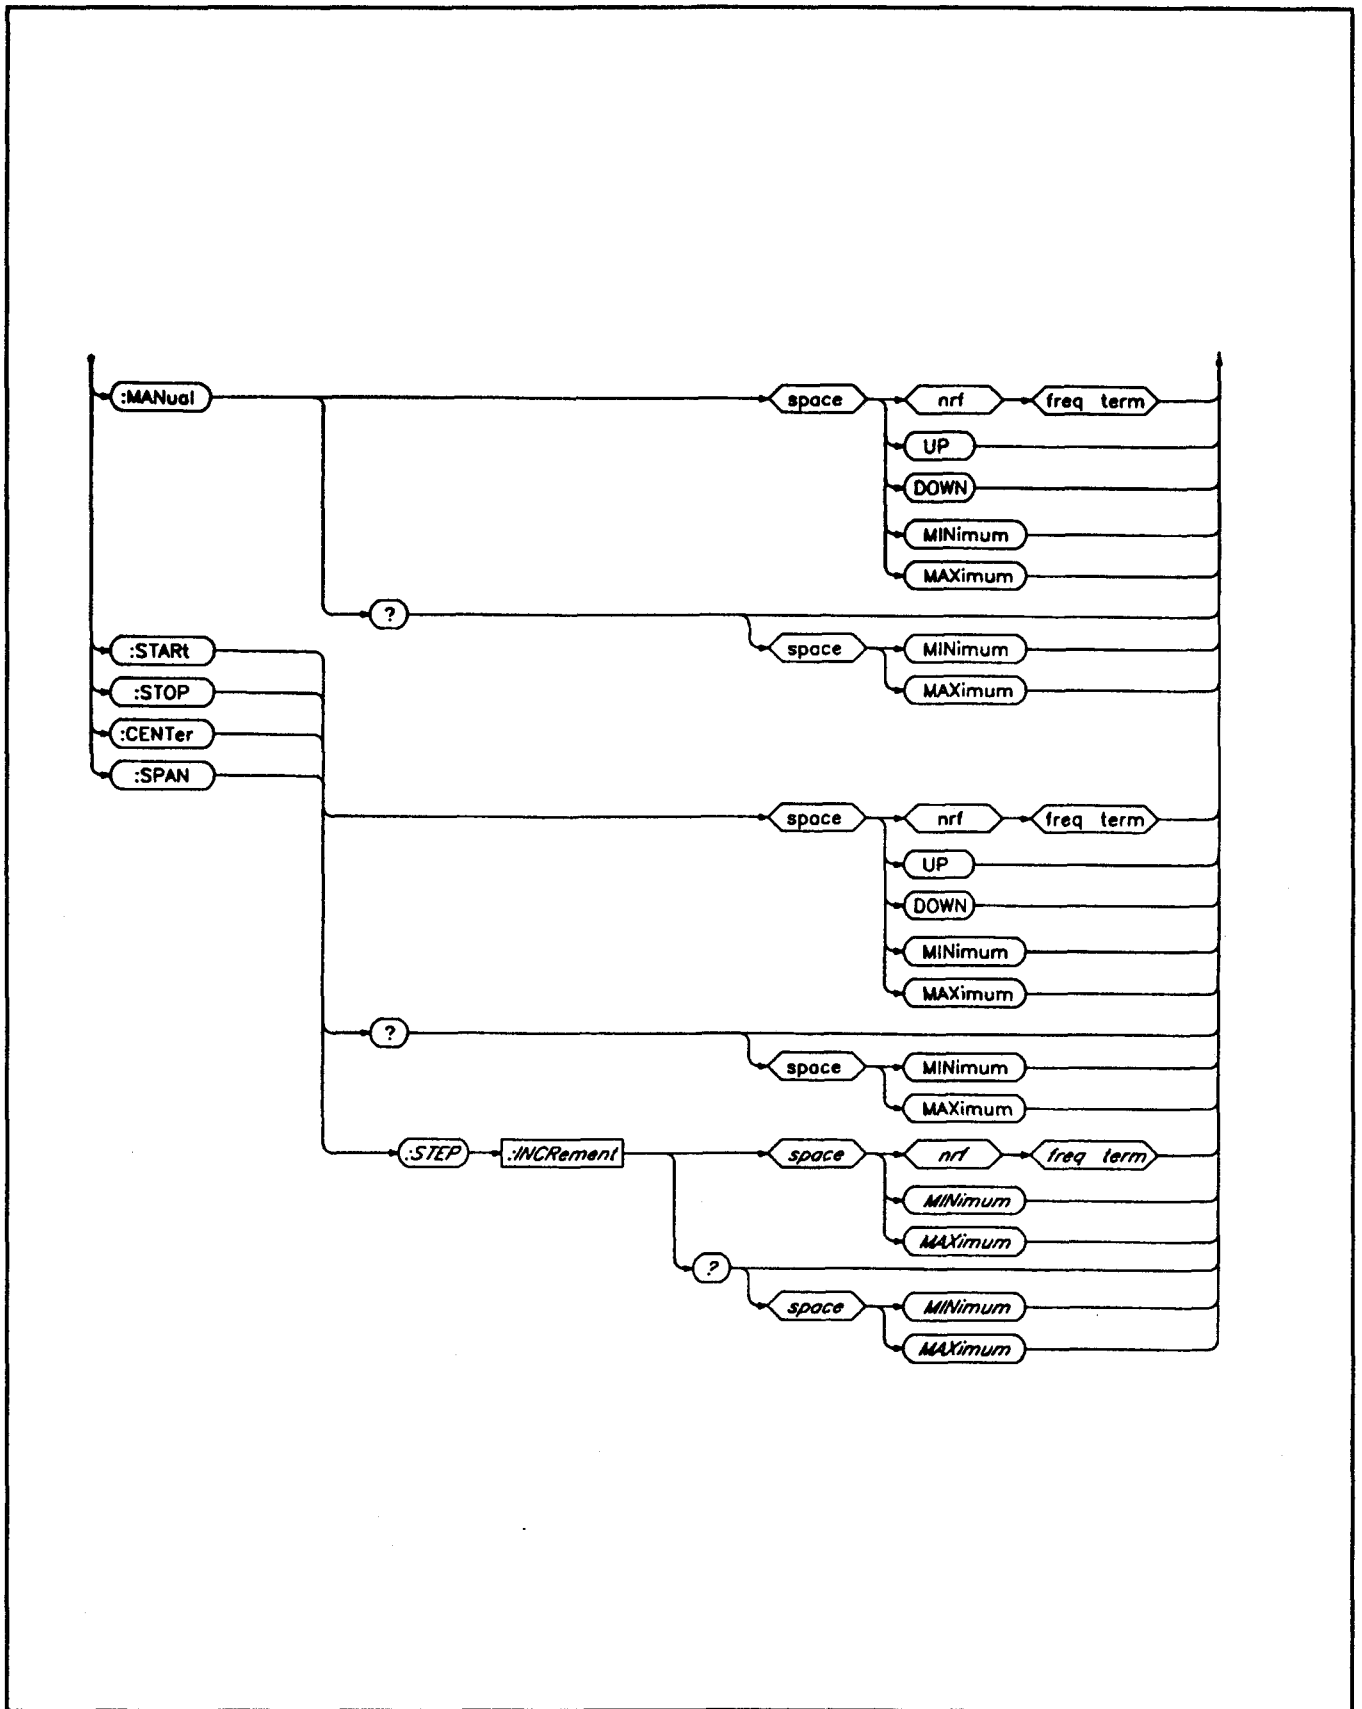 :MANual space nrf freq term
UP
DOWN
MINimum
MAXimum
?
:STARt space MINimum
:STOP MAXimum
:CENTer
:SPAN
space nrf freq term
UP
DOWN
MINimum
MAXimum
?
space MINimum
MAXimum
:STEP :INCRement space nrf freq term
MINimum
MAXimum
?
space MINimum
MAXimum